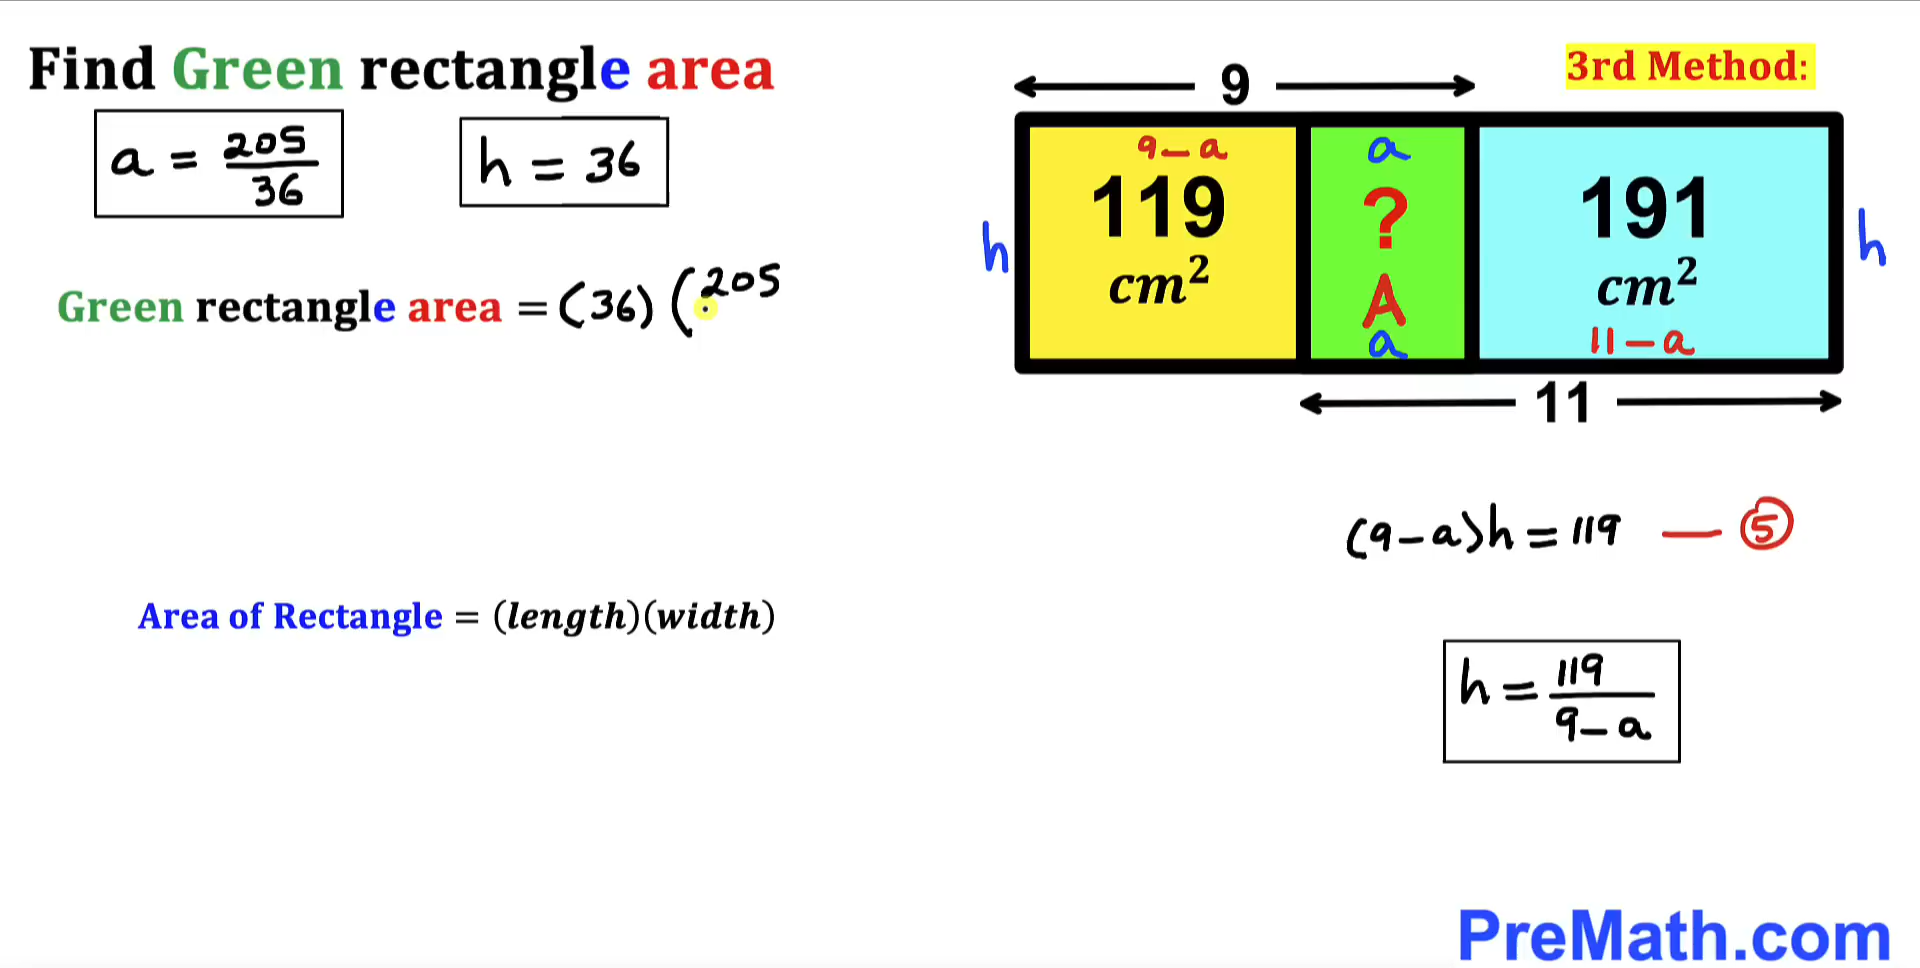 Find Green rectangle area
3rd Method:
a = 205/36
h = 36
Green rectangle area = (36) (205
9
9 - a
a
119
cm²
?
A
191
cm²
h
h
a
11 - a
11
(9 - a)h = 119 — ⑤
Area of Rectangle = (length)(width)
h = 119/9 - a
PreMath.com